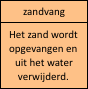 zandvang
Het zand wordt
opgevangen en
uit het water
verwijderd.